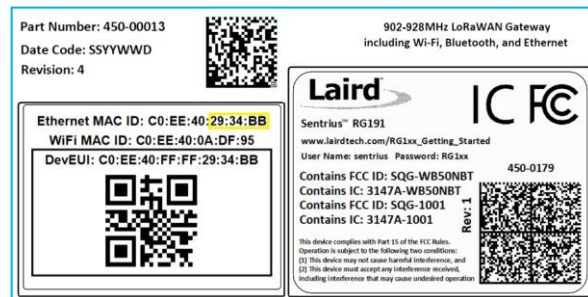 Part Number: 450-00013
Date Code: SSYYWWD
Revision: 4
902-928MHz LoRaWAN Gateway
including Wi-Fi, Bluetooth, and Ethernet
Ethernet MAC ID: C0:EE:40:29:34:BB
WiFi MAC ID: C0:EE:40:0A:DF:95
DevEUI: C0:EE:40:FF:FF:29:34:BB
Laird™
IC FC
Sentrius™ RG191
www.lairdtech.com/RG1xx_Getting_Started
User Name: sentrius Password: RG1xx
Contains FCC ID: SQG-WB50NBT
Contains IC: 3147A-WB50NBT
Contains FCC ID: SQG-1001
Contains IC: 3147A-1001
Rev: 1
450-0179
This device complies with Part 15 of the FCC Rules.
Operation is subject to the following two conditions:
(1) This device may not cause harmful interference, and
(2) This device must accept any interference received,
including interference that may cause undesired operation